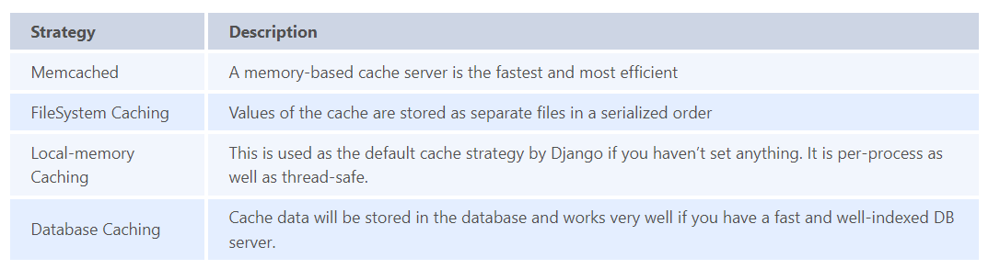 Strategy Description
Memcached A memory-based cache server is the fastest and most efficient
FileSystem Caching Values of the cache are stored as separate files in a serialized order
Local-memory Caching This is used as the default cache strategy by Django if you haven’t set anything. It is per-process as
well as thread-safe.
Database Caching Cache data will be stored in the database and works very well if you have a fast and well-indexed DB
server.